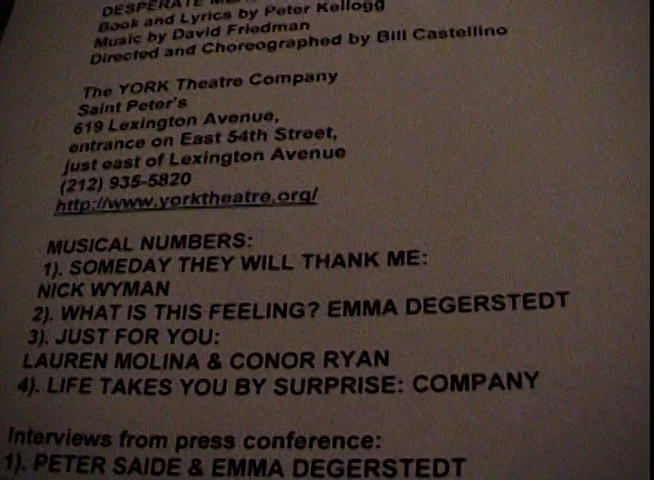 DESPERATE
Book and Lyrics by Peter Kellogg
Music by David Friedman
Directed and Choreographed by Bill Castellino
The YORK Theatre Company
Saint Peter's
619 Lexington Avenue,
entrance on East 54th Street,
just east of Lexington Avenue
(212) 935-5820
http://www.yorktheatre.org/
MUSICAL NUMBERS:
1). SOMEDAY THEY WILL THANK ME:
NICK WYMAN
2). WHAT IS THIS FEELING? EMMA DEGERSTEDT
3). JUST FOR YOU:
LAUREN MOLINA & CONOR RYAN
4). LIFE TAKES YOU BY SURPRISE: COMPANY
Interviews from press conference:
1). PETER SAIDE & EMMA DEGERSTEDT